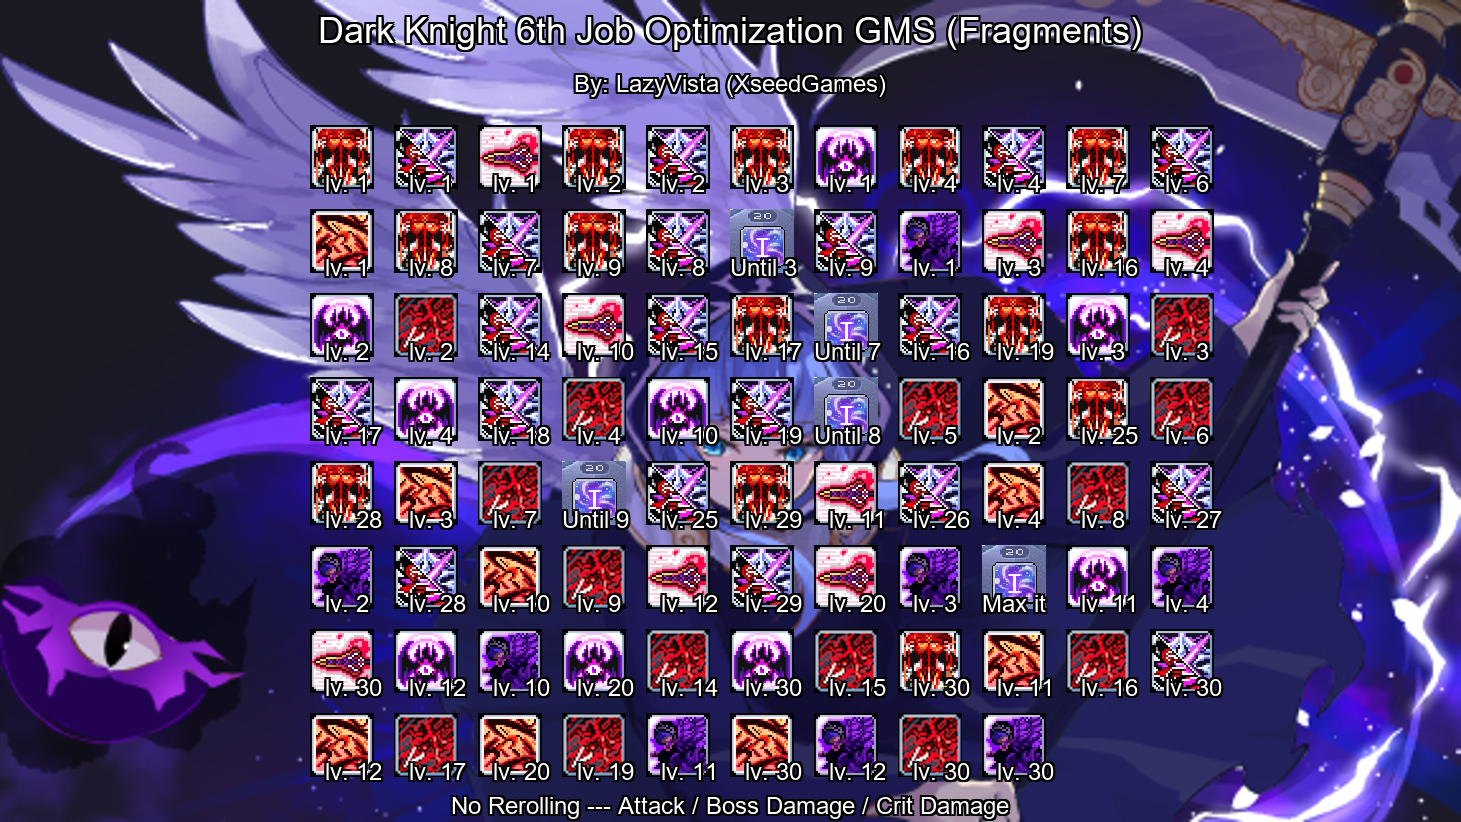 Dark Knight 6th Job Optimization GMS (Fragments)
By: LazyVista (XseedGames)
lv. 1 lv. 1 lv. 1 lv. 2 lv. 2 lv. 3 lv. 1 lv. 4 lv. 4 lv. 7 lv. 6
20
lv. 1 lv. 8 lv. 7 lv. 9 lv. 8 Until 3 lv. 9 lv. 1 lv. 3 lv. 16 lv. 4
20
lv. 2 lv. 2 lv. 14 lv. 10 lv. 15 lv. 17 Until 7 lv. 16 lv. 19 lv. 3 lv. 3
20
lv. 17 lv. 4 lv. 18 lv. 4 lv. 10 lv. 19 Until 8 lv. 5 lv. 2 lv. 25 lv. 6
20
lv. 28 lv. 3 lv. 7 Until 9 lv. 25 lv. 29 lv. 11 lv. 26 lv. 4 lv. 8 lv. 27
20
lv. 2 lv. 28 lv. 10 lv. 9 lv. 12 lv. 29 lv. 20 lv. 3 Max it lv. 11 lv. 4
lv. 30 lv. 12 lv. 10 lv. 20 lv. 14 lv. 30 lv. 15 lv. 30 lv. 11 lv. 16 lv. 30
lv. 12 lv. 17 lv. 20 lv. 19 lv. 11 lv. 30 lv. 12 lv. 30 lv. 30
No Rerolling --- Attack / Boss Damage / Crit Damage